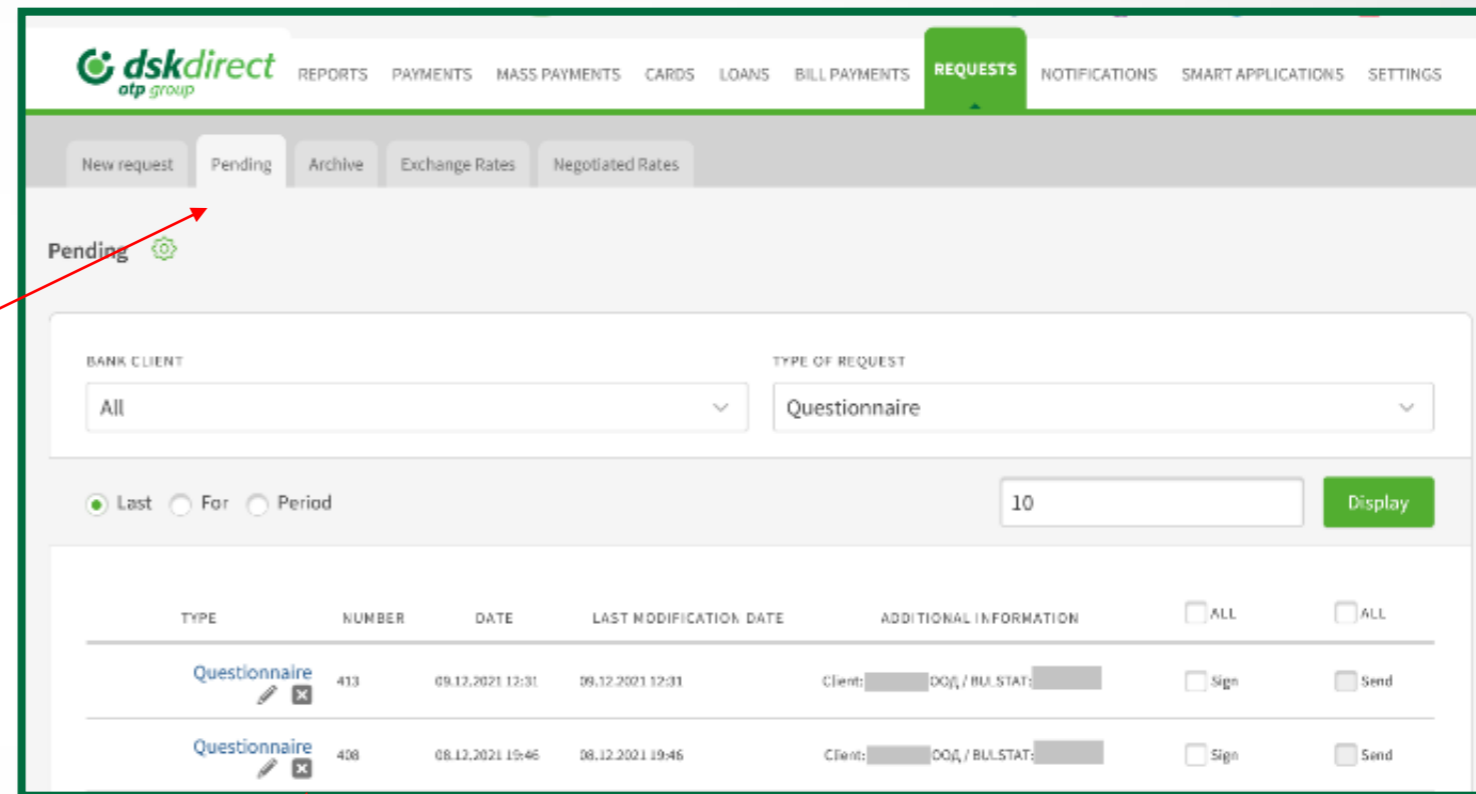 dskdirect REPORTS PAYMENTS MASS PAYMENTS CARDS LOANS BILL PAYMENTS REQUESTS NOTIFICATIONS SMART APPLICATIONS SETTINGS
otp group
New request Pending Archive Exchange Rates Negotiated Rates
Pending
BANK CLIENT TYPE OF REQUEST
All Questionnaire
Last For Period 10 Display
TYPE NUMBER DATE LAST MODIFICATION DATE ADDITIONAL INFORMATION ALL ALL
Questionnaire 413 09.12.2021 12:31 09.12.2021 12:31 Client: ООД / BULSTAT: Sign Send
Questionnaire 408 08.12.2021 19:46 08.12.2021 19:46 Client: ООД / BULSTAT: Sign Send